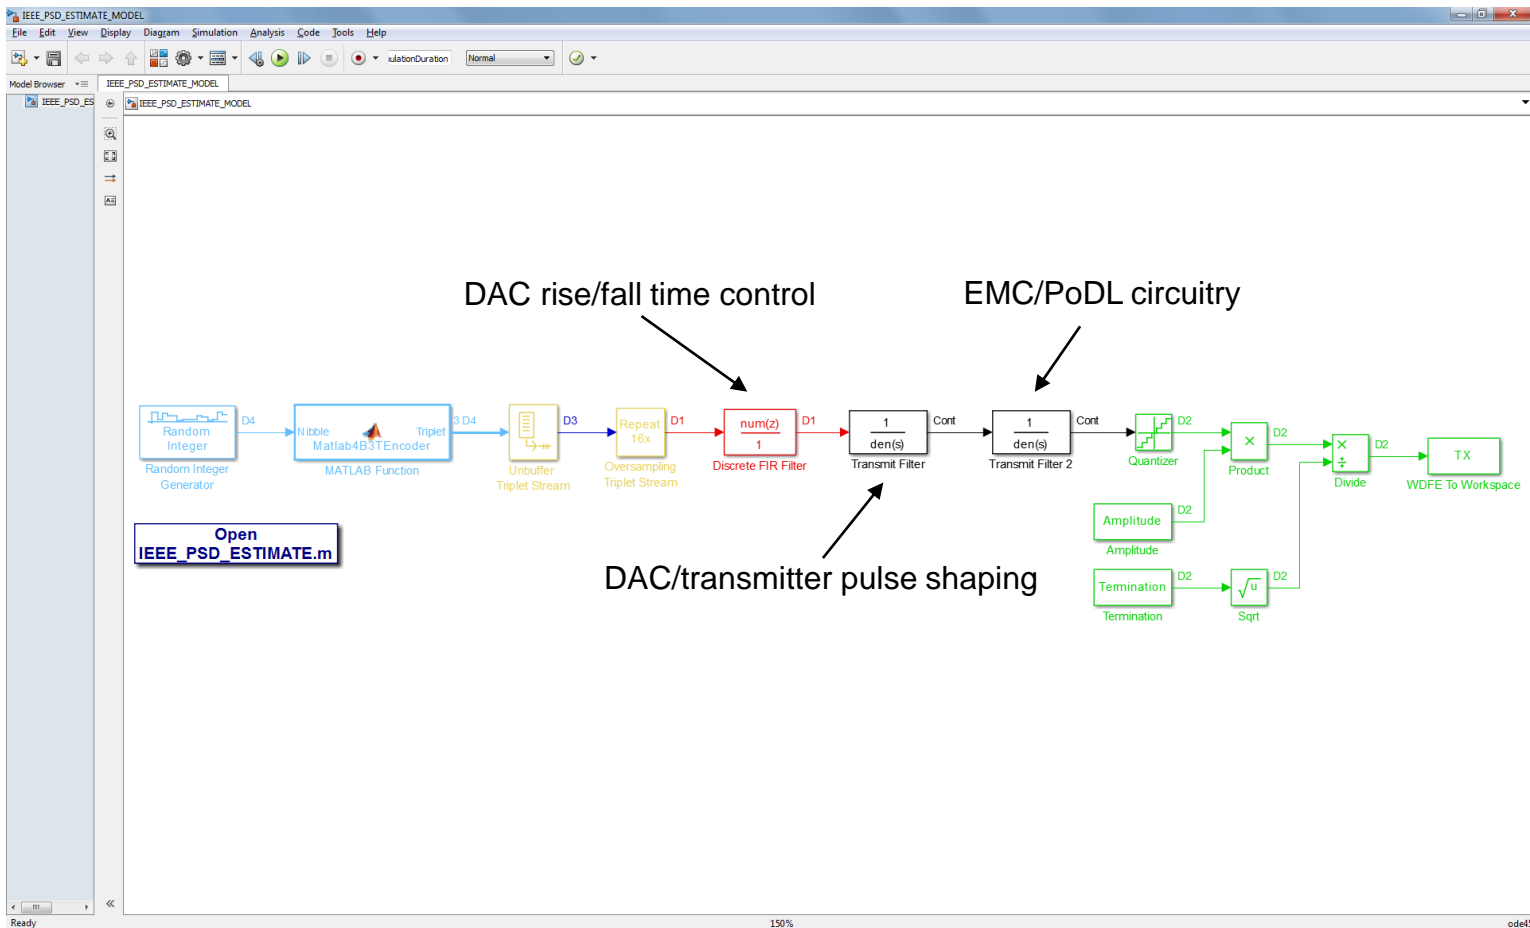 IEEE_PSD_ESTIMATE_MODEL
File Edit View Display Diagram Simulation Analysis Code Tools Help
ulationDuration Normal
Model Browser IEEE_PSD_ESTIMATE_MODEL
IEEE_PSD_ES IEEE_PSD_ESTIMATE_MODEL
DAC rise/fall time control
EMC/PoDL circuitry
Random
Integer
Random Integer
Generator
D4
Nibble Triplet
Matlab4B3TEncoder
MATLAB Function
3 D4
Unbuffer
Triplet Stream
D3
Repeat
16x
Oversampling
Triplet Stream
D1
num(z)
1
Discrete FIR Filter
D1
1
den(s)
Transmit Filter
Cont
1
den(s)
Transmit Filter 2
Cont
Quantizer
D2
×
Product
D2
×
÷
Divide
D2
TX
WDFE To Workspace
Amplitude
Amplitude
D2
Termination
Termination
D2
√u
Sqrt
D2
Open
IEEE_PSD_ESTIMATE.m
DAC/transmitter pulse shaping
Ready 150% ode45